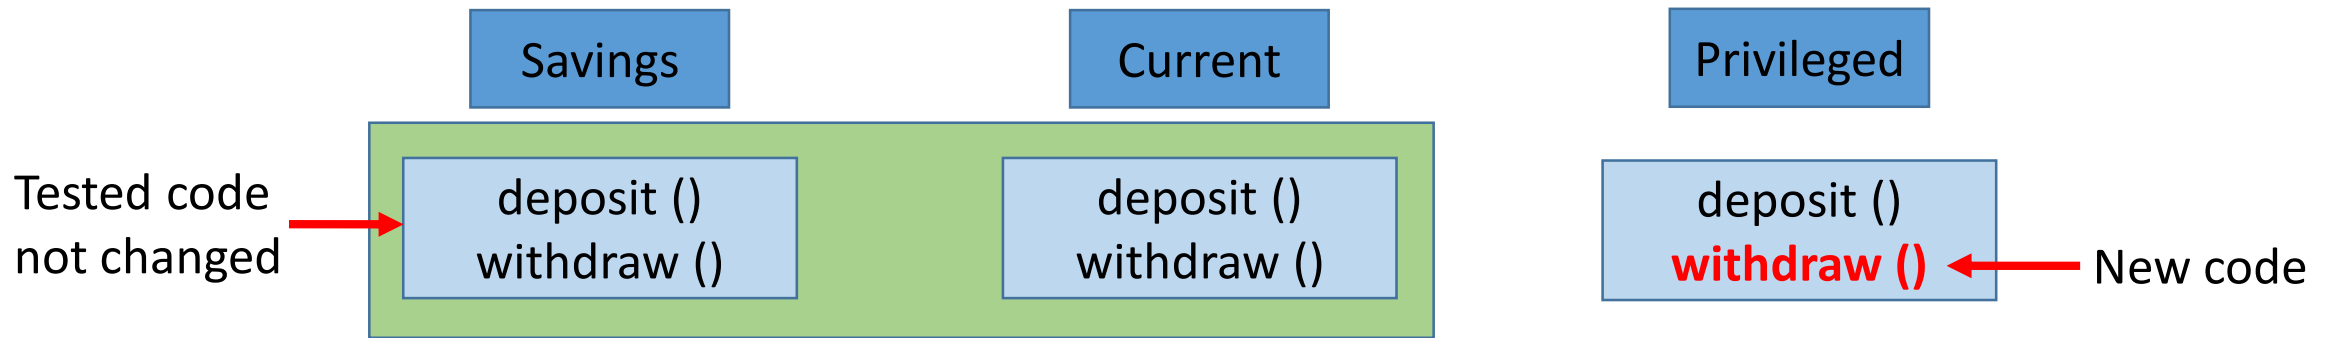 Savings
Current
Privileged
Tested code
not changed
deposit ()
withdraw ()
deposit ()
withdraw ()
deposit ()
withdraw ()
New code